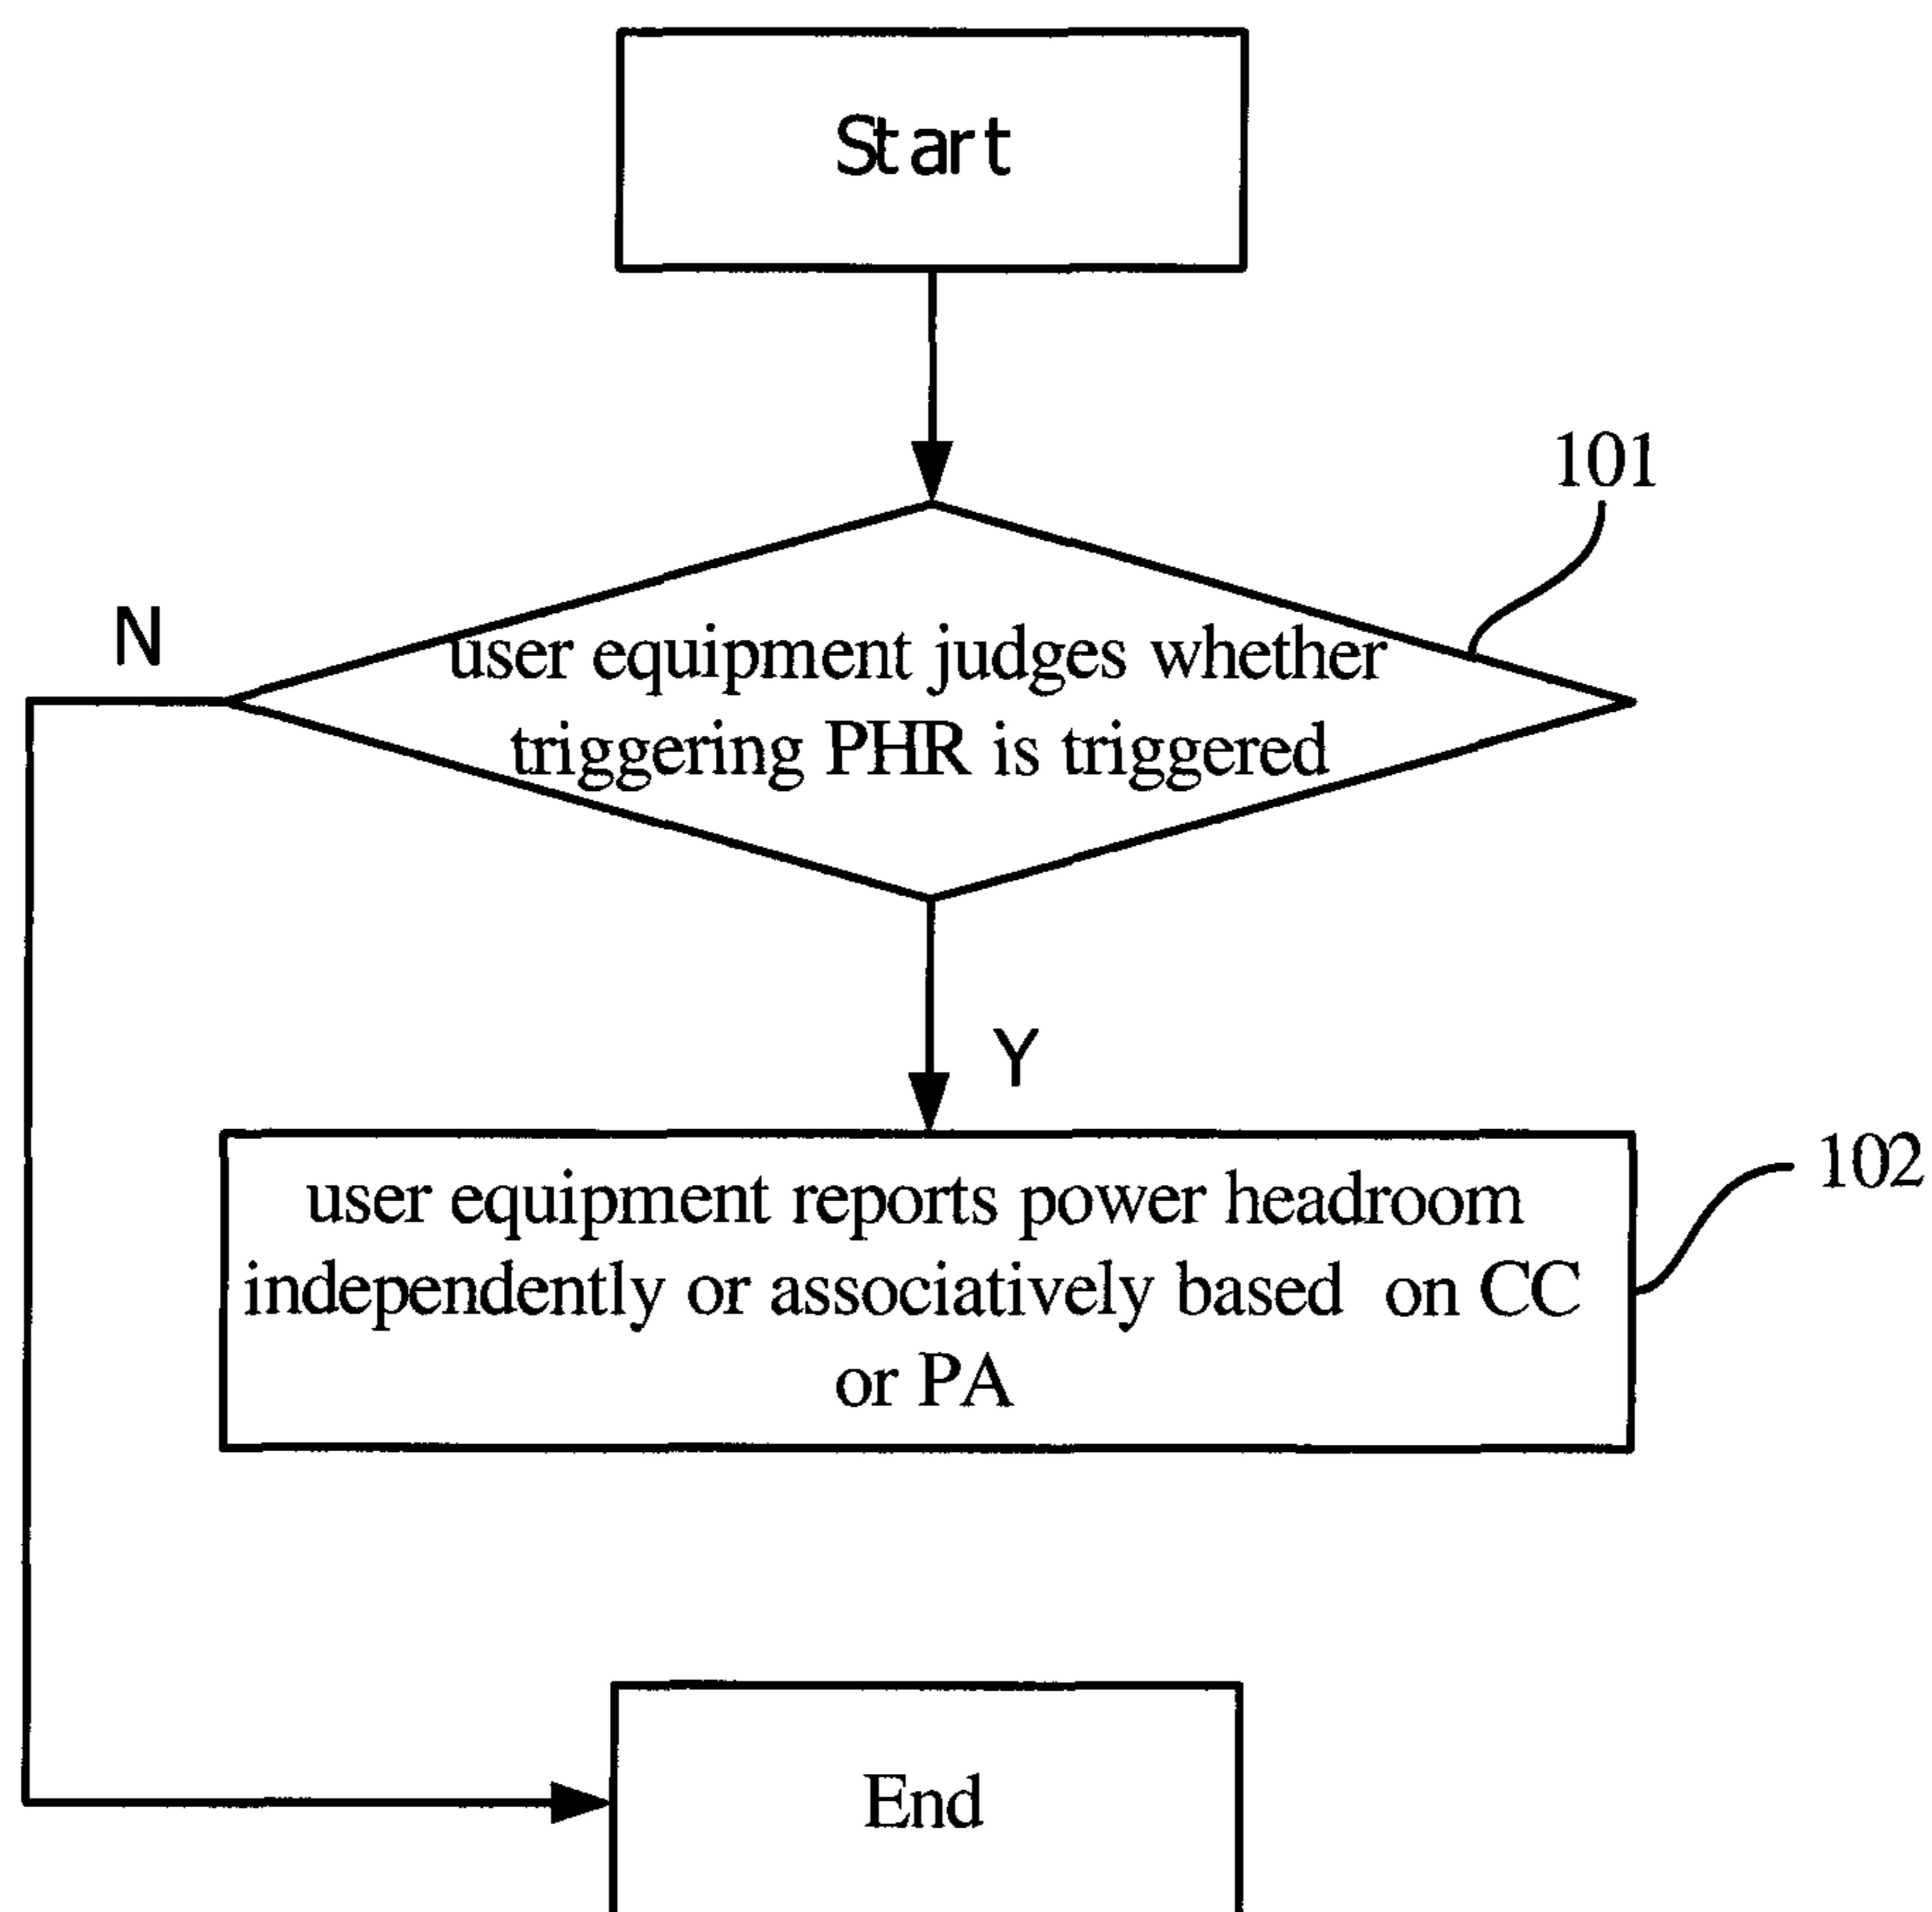 Start
101
N
user equipment judges whether
triggering PHR is triggered
Y
102
user equipment reports power headroom
independently or associatively based on CC
or PA
End